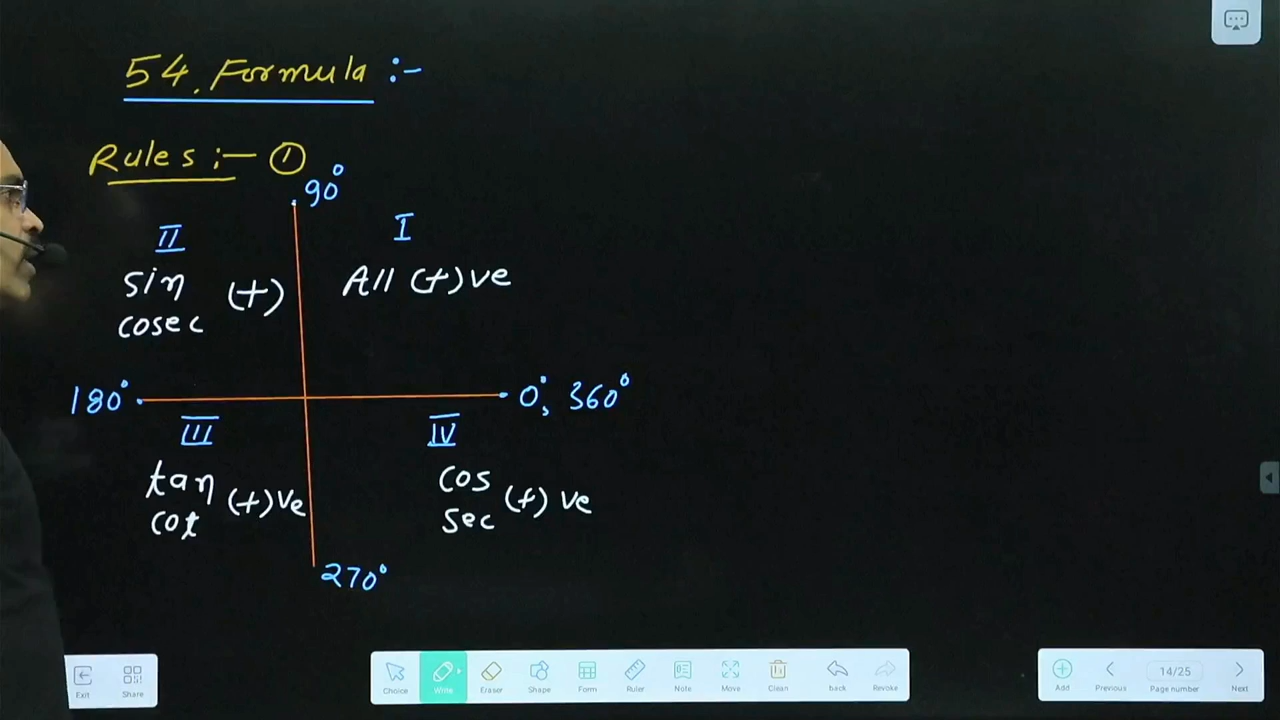 54. Formula :-
Rules :- ①
90°
II
I
sin
cosec
(+)
All (+)ve
180°
0°, 360°
III
IV
tan
cot
(+)ve
cos
sec
(+)ve
270°
Exit
Share
Choice
Write
Eraser
Shape
Form
Ruler
Note
Move
Clean
back
Revoke
Add
Previous
14/25
Page number
Next